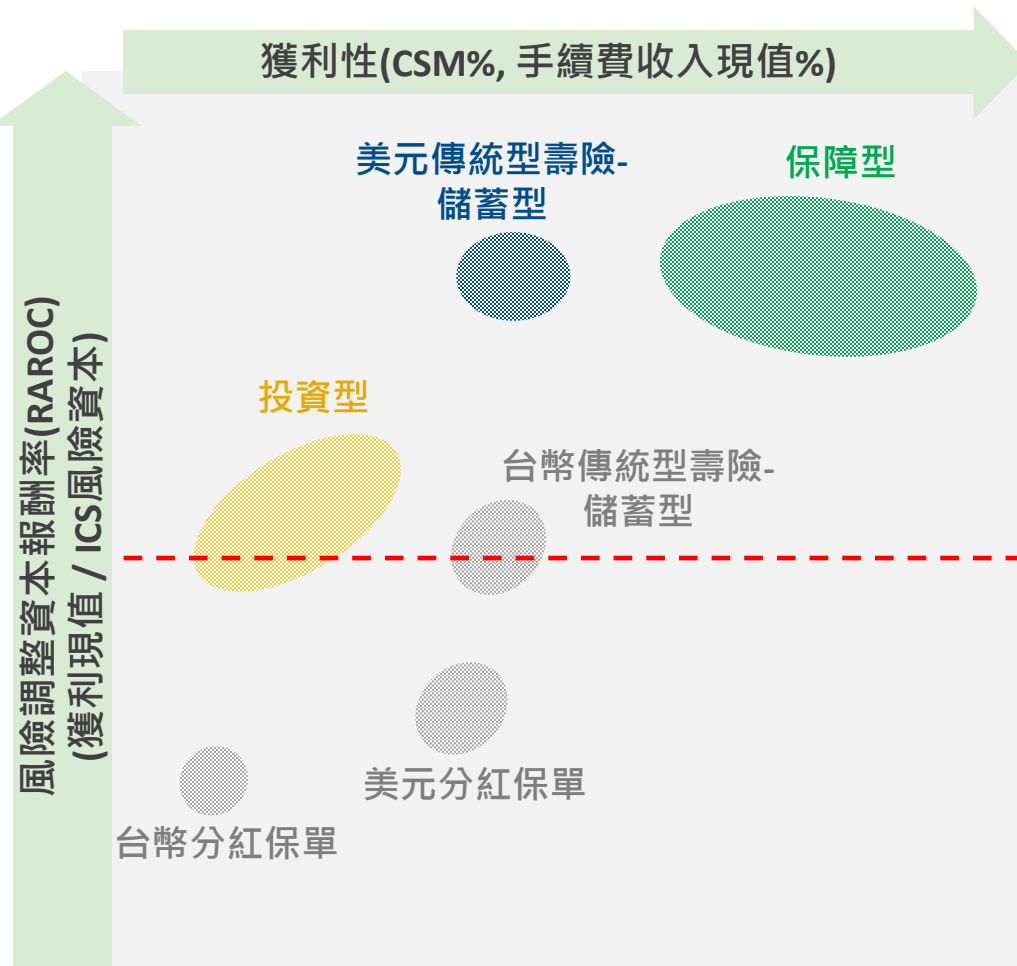 獲利性(CSM%, 手續費收入現值%)
美元傳統型壽險-
儲蓄型
保障型
風險調整資本報酬率(RAROC)
(獲利現值 / ICS風險資本)
投資型
台幣傳統型壽險-
儲蓄型
美元分紅保單
台幣分紅保單